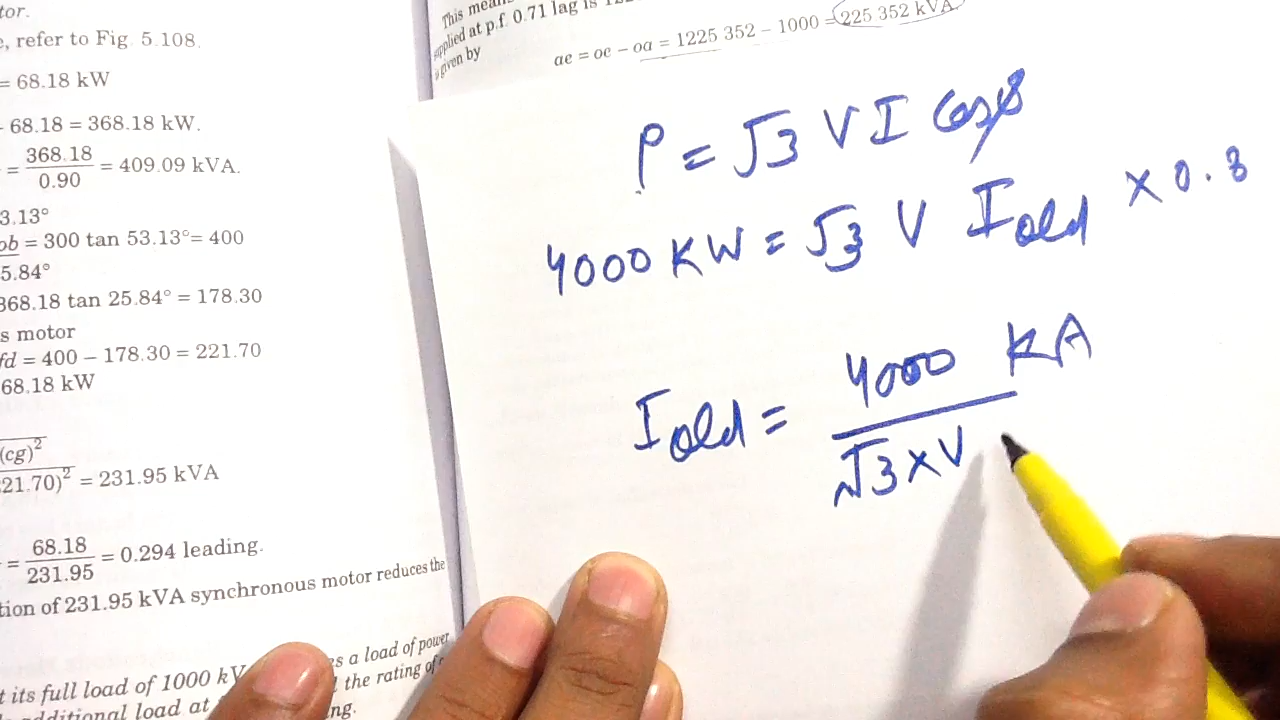 tor.
, refer to Fig. 5.108.
= 68.18 kW
68.18 = 368.18 kW.
= 368.18 / 0.90 = 409.09 kVA.
3.13°
ob = 300 tan 53.13° = 400
5.84°
368.18 tan 25.84° = 178.30
s motor
fd = 400 – 178.30 = 221.70
68.18 kW
(cg)²
21.70)² = 231.95 kVA
= 68.18 / 231.95 = 0.294 leading.
tion of 231.95 kVA synchronous motor reduces the
t its full load of 1000 kV s a load of power
additional load at the rating of
ng.
This
supplied at p.f. 0.71 lag is
is given by
ae = oe – oa = 1225 352 – 1000 = 225 352 kVA
P = √3 V I cosφ
4000 KW = √3 V Iold × 0.8
Iold = 4000 KA / √3 × V